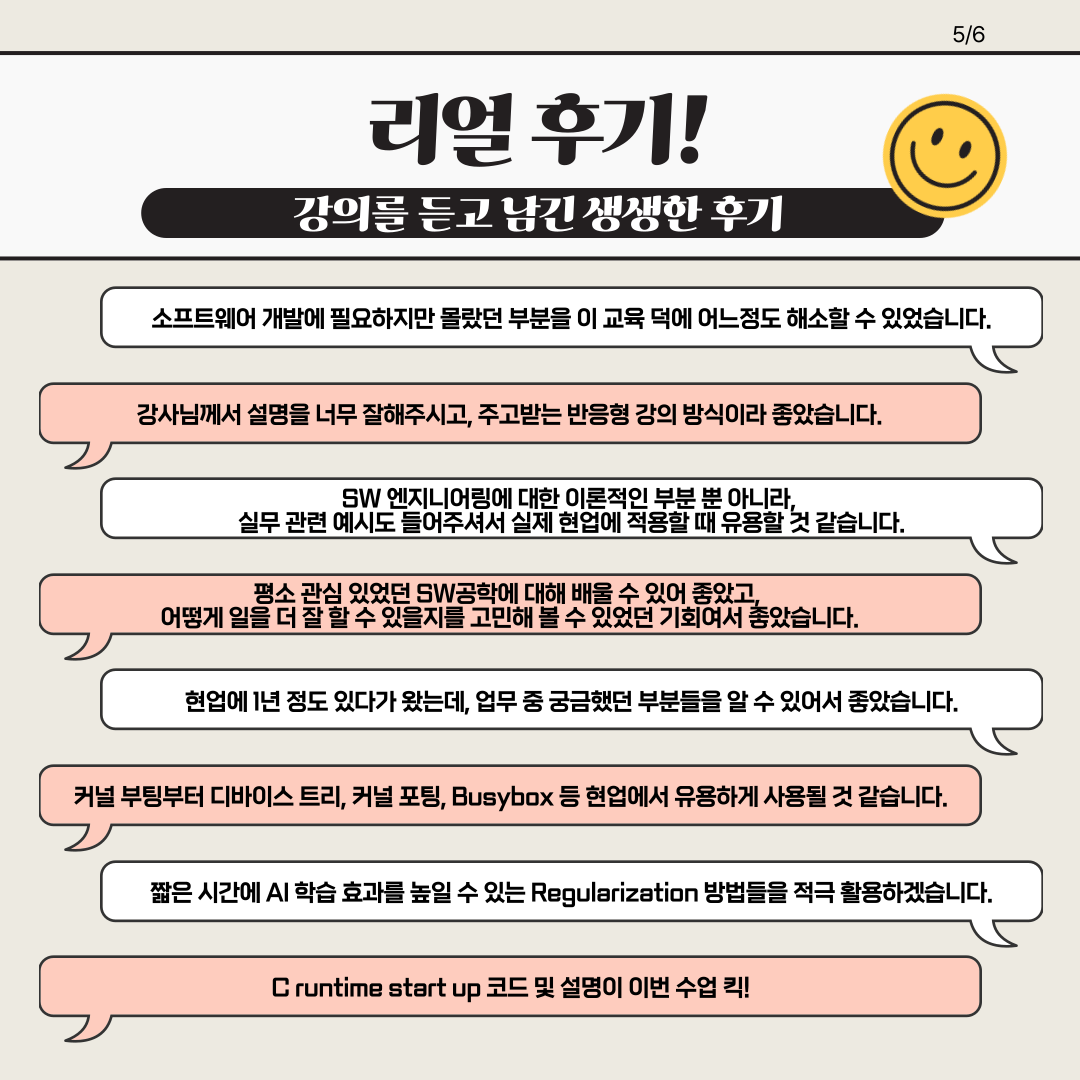 5/6
리얼 후기!
강의를 듣고 남긴 생생한 후기
소프트웨어 개발에 필요하지만 몰랐던 부분을 이 교육 덕에 어느정도 해소할 수 있었습니다.
강사님께서 설명을 너무 잘해주시고, 주고받는 반응형 강의 방식이라 좋았습니다.
SW 엔지니어링에 대한 이론적인 부분 뿐 아니라,
실무 관련 예시도 들어주셔서 실제 현업에 적용할 때 유용할 것 같습니다.
평소 관심 있었던 SW공학에 대해 배울 수 있어 좋았고,
어떻게 일을 더 잘 할 수 있을지를 고민해 볼 수 있었던 기회여서 좋았습니다.
현업에 1년 정도 있다가 왔는데, 업무 중 궁금했던 부분들을 알 수 있어서 좋았습니다.
커널 부팅부터 디바이스 트리, 커널 포팅, Busybox 등 현업에서 유용하게 사용될 것 같습니다.
짧은 시간에 AI 학습 효과를 높일 수 있는 Regularization 방법들을 적극 활용하겠습니다.
C runtime start up 코드 및 설명이 이번 수업 킥!